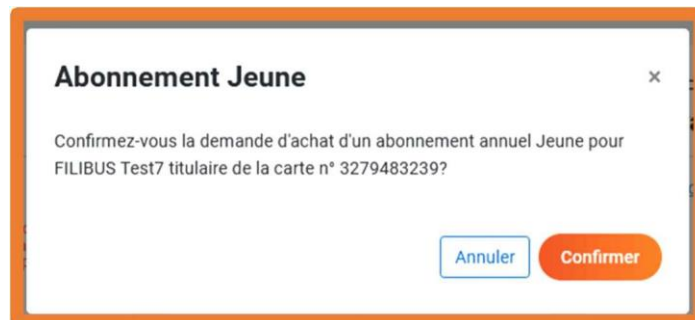 Abonnement Jeune
×
Confirmez-vous la demande d'achat d'un abonnement annuel Jeune pour
FILIBUS Test7 titulaire de la carte n° 3279483239?
Annuler Confirmer